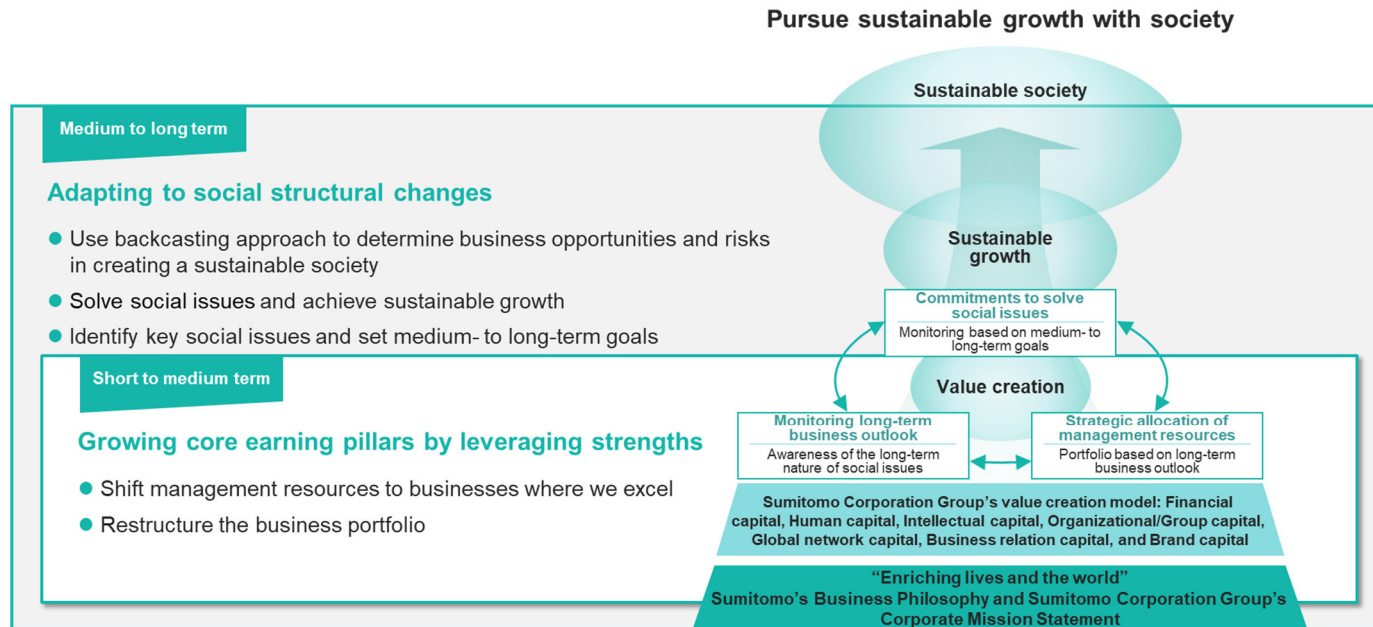 Pursue sustainable growth with society
Sustainable society
Medium to long term
Adapting to social structural changes
● Use backcasting approach to determine business opportunities and risks
in creating a sustainable society
● Solve social issues and achieve sustainable growth
● Identify key social issues and set medium- to long-term goals
Sustainable
growth
Commitments to solve
social issues
Monitoring based on medium- to
long-term goals
Short to medium term
Value creation
Growing core earning pillars by leveraging strengths
● Shift management resources to businesses where we excel
● Restructure the business portfolio
Monitoring long-term
business outlook
Awareness of the long-term
nature of social issues
Strategic allocation of
management resources
Portfolio based on long-term
business outlook
Sumitomo Corporation Group’s value creation model: Financial
capital, Human capital, Intellectual capital, Organizational/Group capital,
Global network capital, Business relation capital, and Brand capital
“Enriching lives and the world”
Sumitomo’s Business Philosophy and Sumitomo Corporation Group’s
Corporate Mission Statement